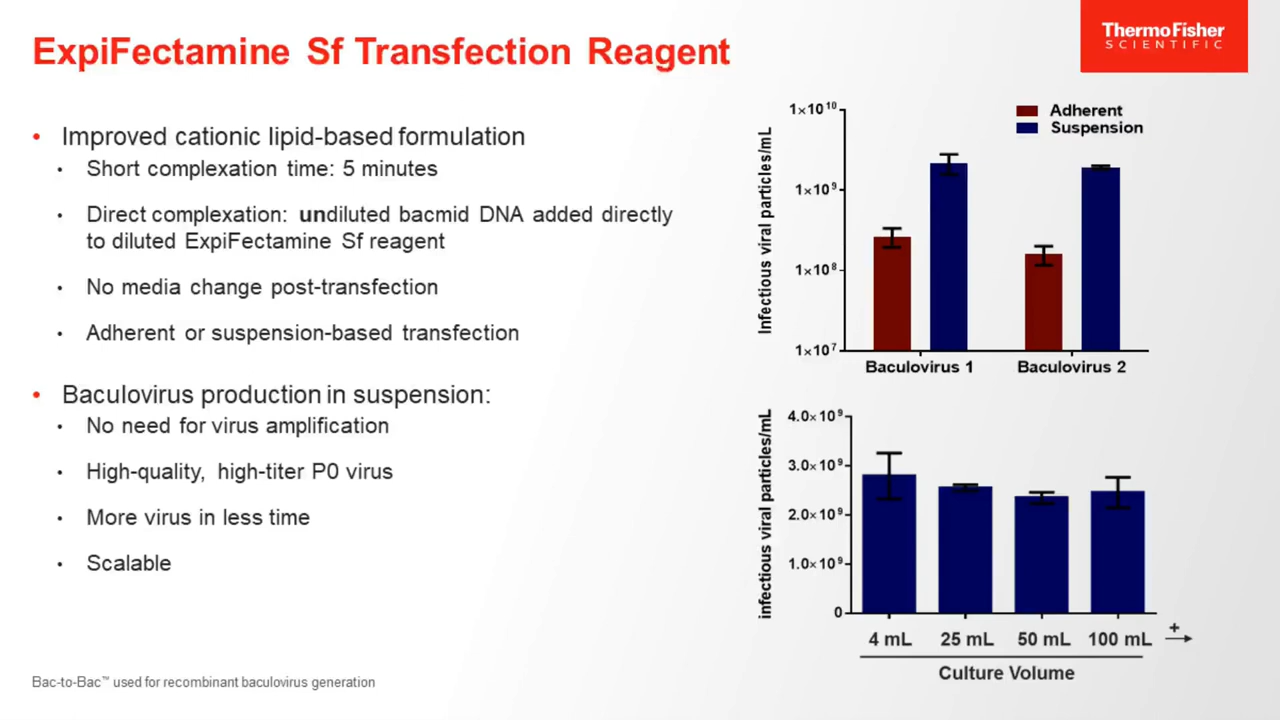 ExpiFectamine Sf Transfection Reagent
ThermoFisher
SCIENTIFIC
• Improved cationic lipid-based formulation
• Short complexation time: 5 minutes
• Direct complexation: undiluted bacmid DNA added directly
to diluted ExpiFectamine Sf reagent
• No media change post-transfection
• Adherent or suspension-based transfection
• Baculovirus production in suspension:
• No need for virus amplification
• High-quality, high-titer P0 virus
• More virus in less time
• Scalable
Bac-to-Bac™ used for recombinant baculovirus generation
Adherent
Suspension
Infectious viral particles/mL
1×10¹⁰
1×10⁹
1×10⁸
1×10⁷
Baculovirus 1 Baculovirus 2
infectious viral particles/mL
4.0×10⁹
3.0×10⁹
2.0×10⁹
1.0×10⁹
0
4 mL 25 mL 50 mL 100 mL +
Culture Volume